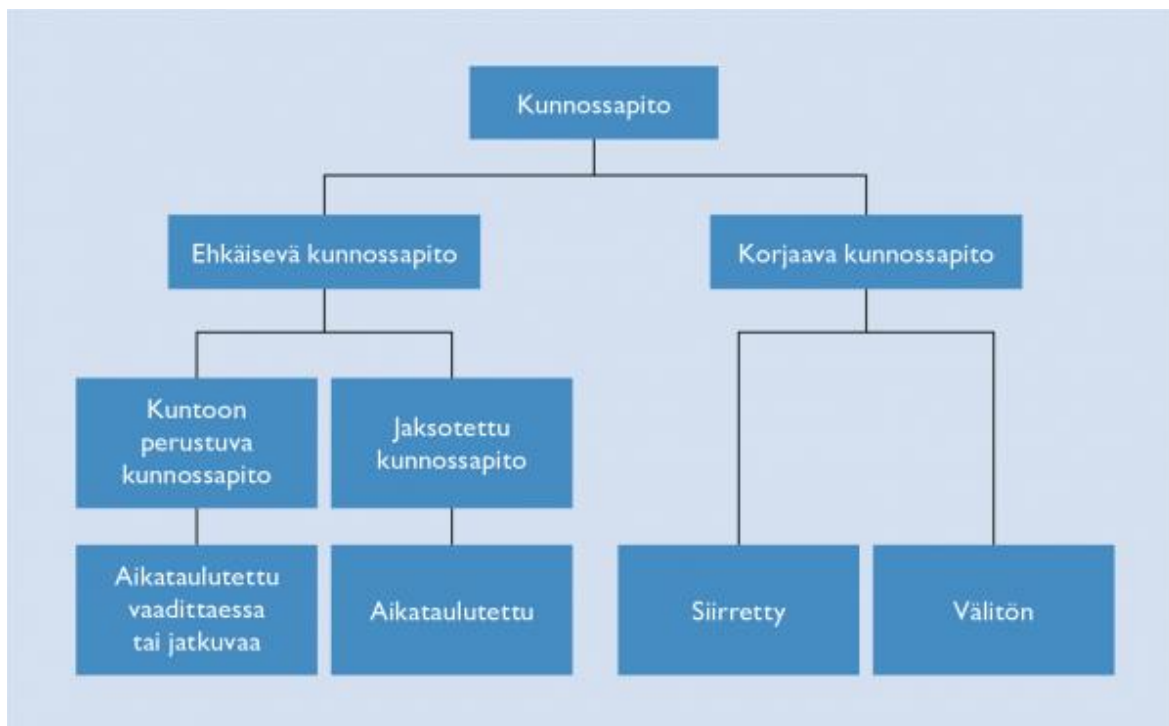 Kunnossapito
Ehkäisevä kunnossapito
Korjaava kunnossapito
Kuntoon
perustuva
kunnossapito
Jaksotettu
kunnossapito
Aikataulutettu
vaadittaessa
tai jatkuvaa
Aikataulutettu
Siirretty
Välitön